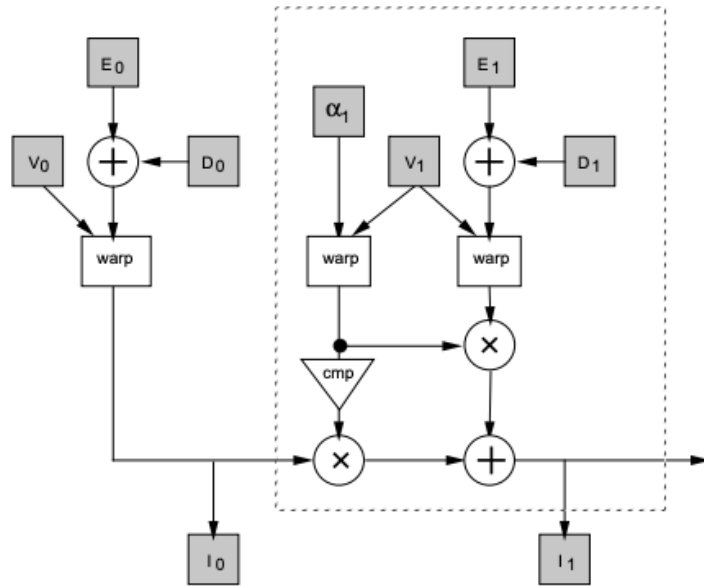 E0 E1
α1
V0 + D0 V1 + D1
warp warp warp
×
cmp
× +
I0 I1